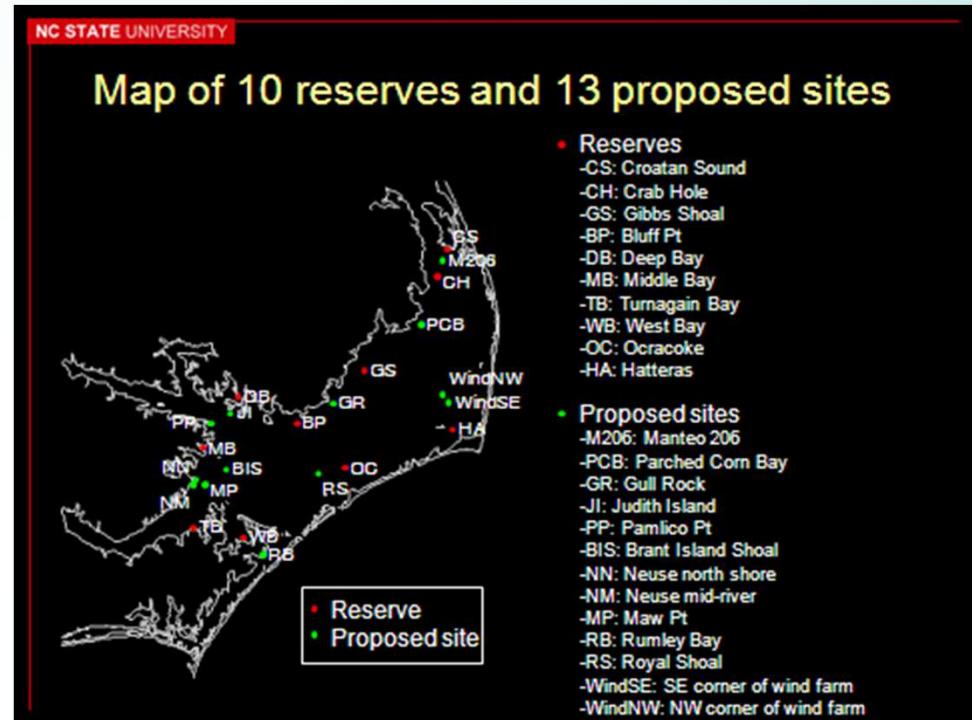 NC STATE UNIVERSITY
Map of 10 reserves and 13 proposed sites
Reserves
-CS: Croatan Sound
-CH: Crab Hole
-GS: Gibbs Shoal
-BP: Bluff Pt
-DB: Deep Bay
-MB: Middle Bay
-TB: Turnagain Bay
-WB: West Bay
-OC: Ocracoke
-HA: Hatteras
Proposed sites
-M206: Manteo 206
-PCB: Parched Corn Bay
-GR: Gull Rock
-JI: Judith Island
-PP: Pamlico Pt
-BIS: Brant Island Shoal
-NN: Neuse north shore
-NM: Neuse mid-river
-MP: Maw Pt
-RB: Rumley Bay
-RS: Royal Shoal
-WindSE: SE corner of wind farm
-WindNW: NW corner of wind farm
CS
M206
CH
PCB
GS
WindNW
WindSE
DB
JI
GR
PP
BP
HA
MB
NN
BIS
OC
MP
RS
NM
TB
WB
RB
Reserve
Proposed site